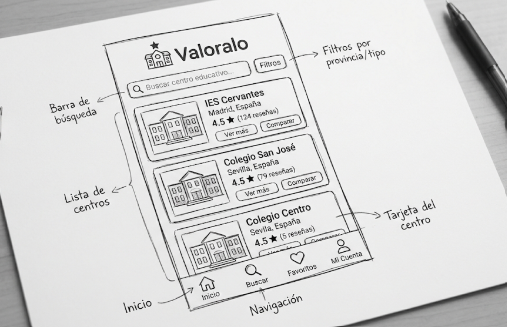 Valoralo
Buscar centro educativo...
Filtros
Filtros por
provincia/tipo
Barra de
búsqueda
IES Cervantes
Madrid, España
4.5 ★ (124 reseñas)
Ver más
Comparar
Lista de
centros
Colegio San José
Sevilla, España
4.5 ★ (79 reseñas)
Ver más
Comparar
Colegio Centro
Sevlla, España
4.5 ★ (5 reseñas)
Tarjeta del
centro
Inicio
Buscar
Favoritos
Mi Cuenta
Inicio
Navigación